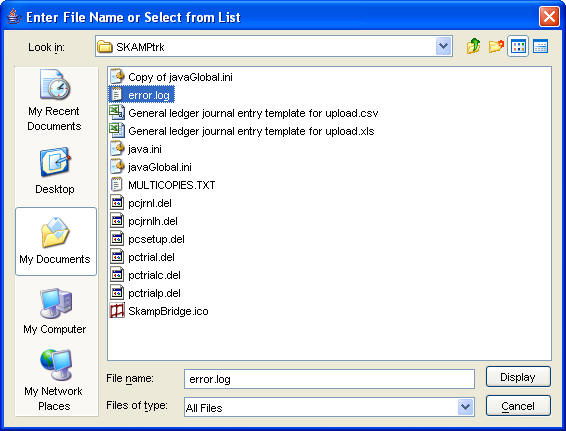 Enter File Name or Select from List
Look in:
SKAMPtrk
My Recent
Documents
Desktop
My Documents
My Computer
My Network
Places
Copy of javaGlobal.ini
error.log
General ledger journal entry template for upload.csv
General ledger journal entry template for upload.xls
java.ini
javaGlobal.ini
MULTICOPIES.TXT
pcjrnl.del
pcjrnlh.del
pcsetup.del
pctrial.del
pctrialc.del
pctrialp.del
SkampBridge.ico
File name:
error.log
Display
Files of type:
All Files
Cancel